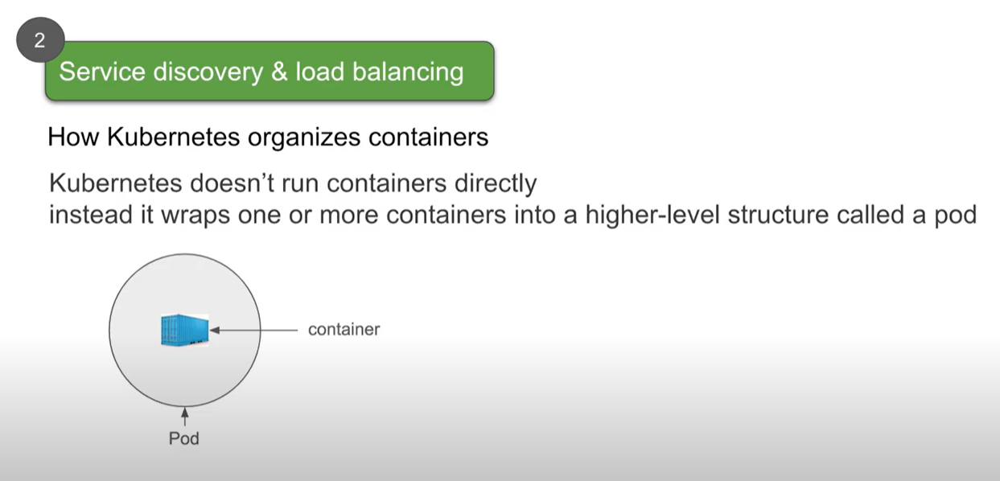 2
Service discovery & load balancing
How Kubernetes organizes containers
Kubernetes doesn’t run containers directly
instead it wraps one or more containers into a higher-level structure called a pod
container
Pod